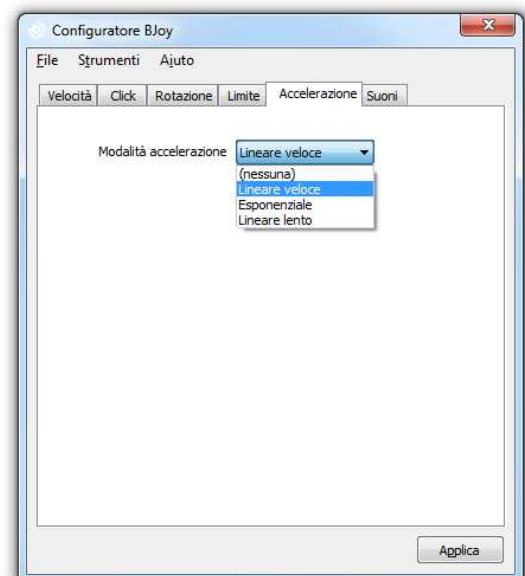 Configuratore BJoy
File Strumenti Aiuto
Velocità Click Rotazione Limite Accelerazione Suoni
Modalità accelerazione Lineare veloce
(nessuna)
Lineare veloce
Esponenziale
Lineare lento
Applica